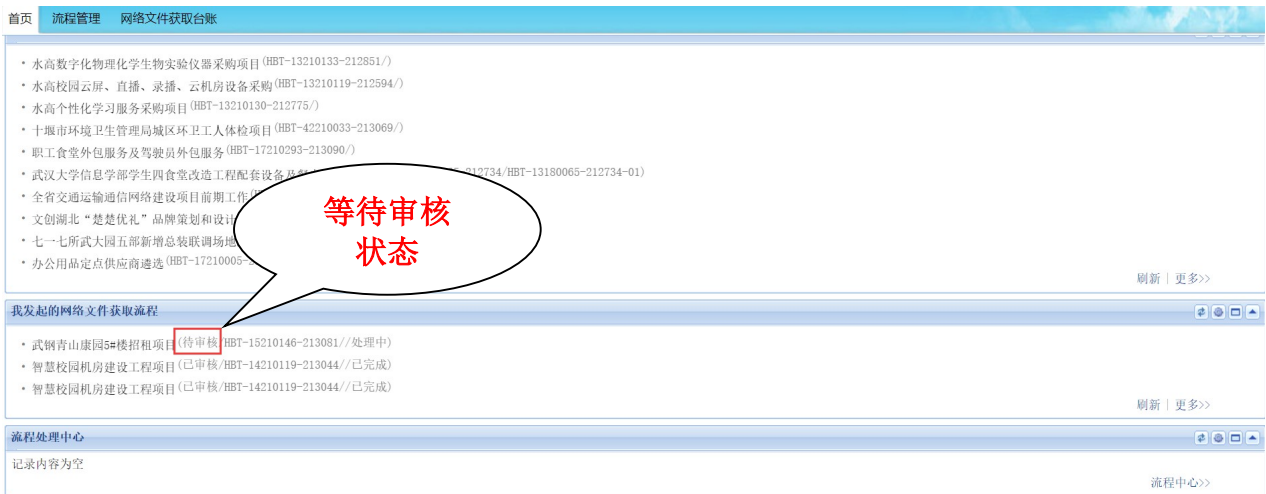 首页 流程管理 网络文件获取台账
水高数字化物理化学生物实验仪器采购项目(HBT-13210133-212851/)
水高校园云屏、直播、录播、云机房设备采购(HBT-13210119-212594/)
水高个性化学习服务采购项目(HBT-13210130-212775/)
十堰市环境卫生管理局城区环卫工人体检项目(HBT-42210033-213069/)
职工食堂外包服务及驾驶员外包服务(HBT-17210293-213090/)
武汉大学信息学部学生四食堂改造工程配套设备及 212734/HBT-13180065-212734-01)
全省交通运输通信网络建设项目前期工作
文创湖北“楚楚优礼”品牌策划和设计
七一七所武大园五部新增总装联调场地
办公用品定点供应商遴选(HBT-17210005-
等待审核
状态
刷新 | 更多>>
我发起的网络文件获取流程
武钢青山康园5#楼招租项目(待审核/HBT-15210146-213081//处理中)
智慧校园机房建设工程项目(已审核/HBT-14210119-213044//已完成)
智慧校园机房建设工程项目(已审核/HBT-14210119-213044//已完成)
刷新 | 更多>>
流程处理中心
记录内容为空
流程中心>>